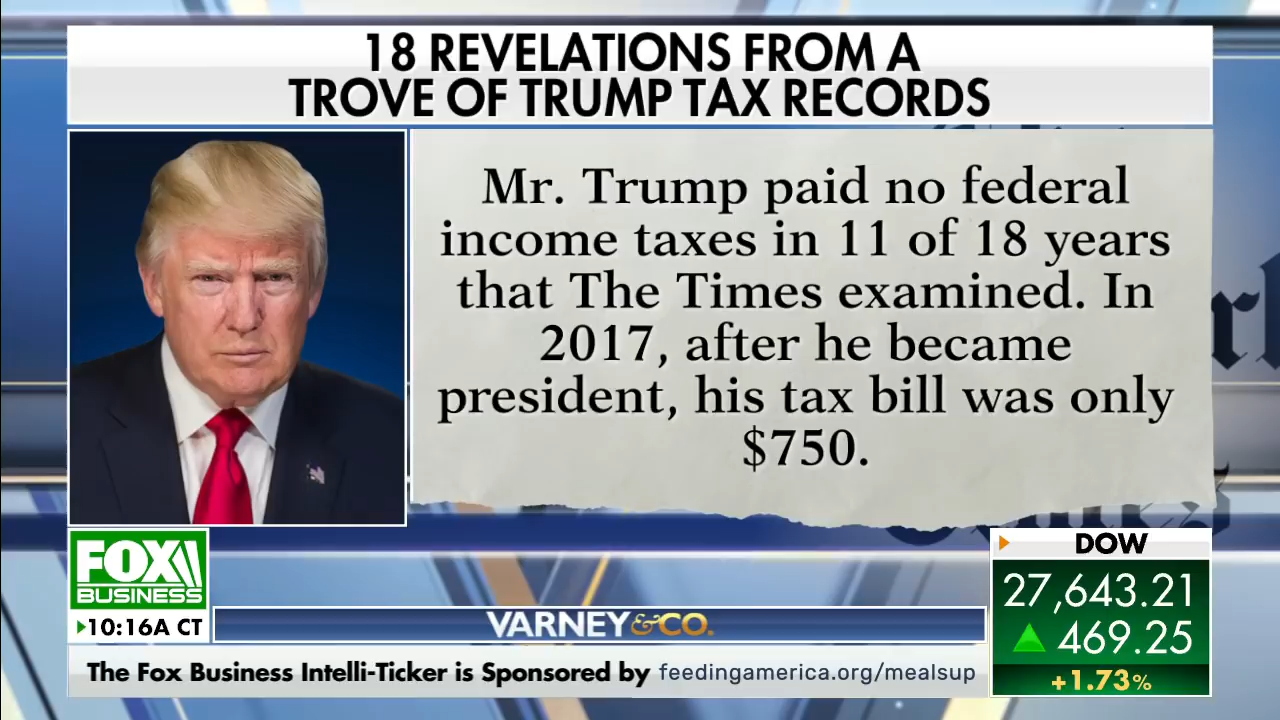 18 REVELATIONS FROM A
TROVE OF TRUMP TAX RECORDS
Mr. Trump paid no federal
income taxes in 11 of 18 years
that The Times examined. In
2017, after he became
president, his tax bill was only
$750.
FOX
BUSINESS
10:16A CT
VARNEY&CO.
The Fox Business Intelli-Ticker is Sponsored by feedingamerica.org/mealsup
DOW
27,643.21
469.25
+1.73%